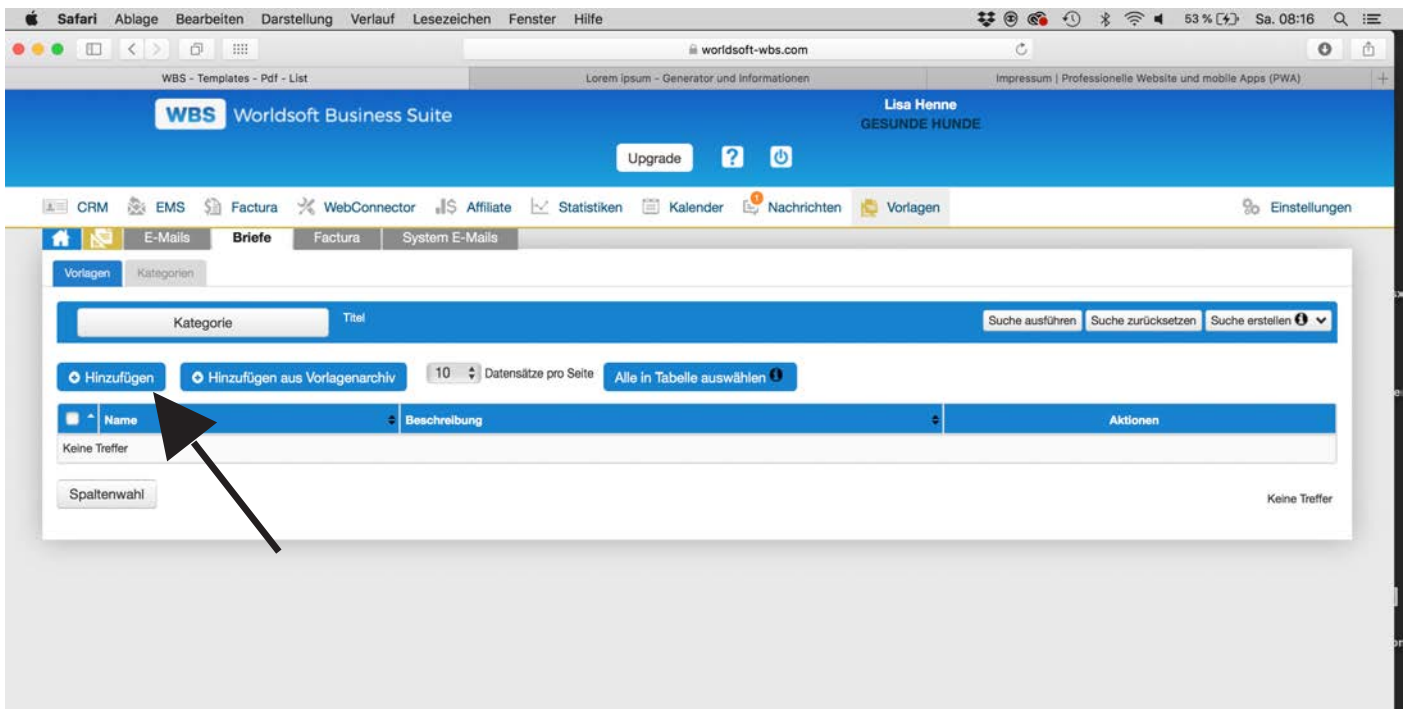 Safari Ablage Bearbeiten Darstellung Verlauf Lesezeichen Fenster Hilfe 53 % Sa. 08:16
worldsoft-wbs.com
WBS - Templates - Pdf - List Lorem ipsum - Generator und Informationen Impressum | Professionelle Website und mobile Apps (PWA)
WBS Worldsoft Business Suite
Lisa Henne
GESUNDE HUNDE
Upgrade ?
CRM EMS Factura WebConnector Affiliate Statistiken Kalender Nachrichten Vorlagen Einstellungen
E-Mails Briefe Factura System E-Mails
Vorlagen Kategorien
Kategorie Titel Suche ausführen Suche zurücksetzen Suche erstellen
Hinzufügen Hinzufügen aus Vorlagenarchiv 10 Datensätze pro Seite Alle in Tabelle auswählen
Name Beschreibung Aktionen
Keine Treffer
Spaltenwahl Keine Treffer